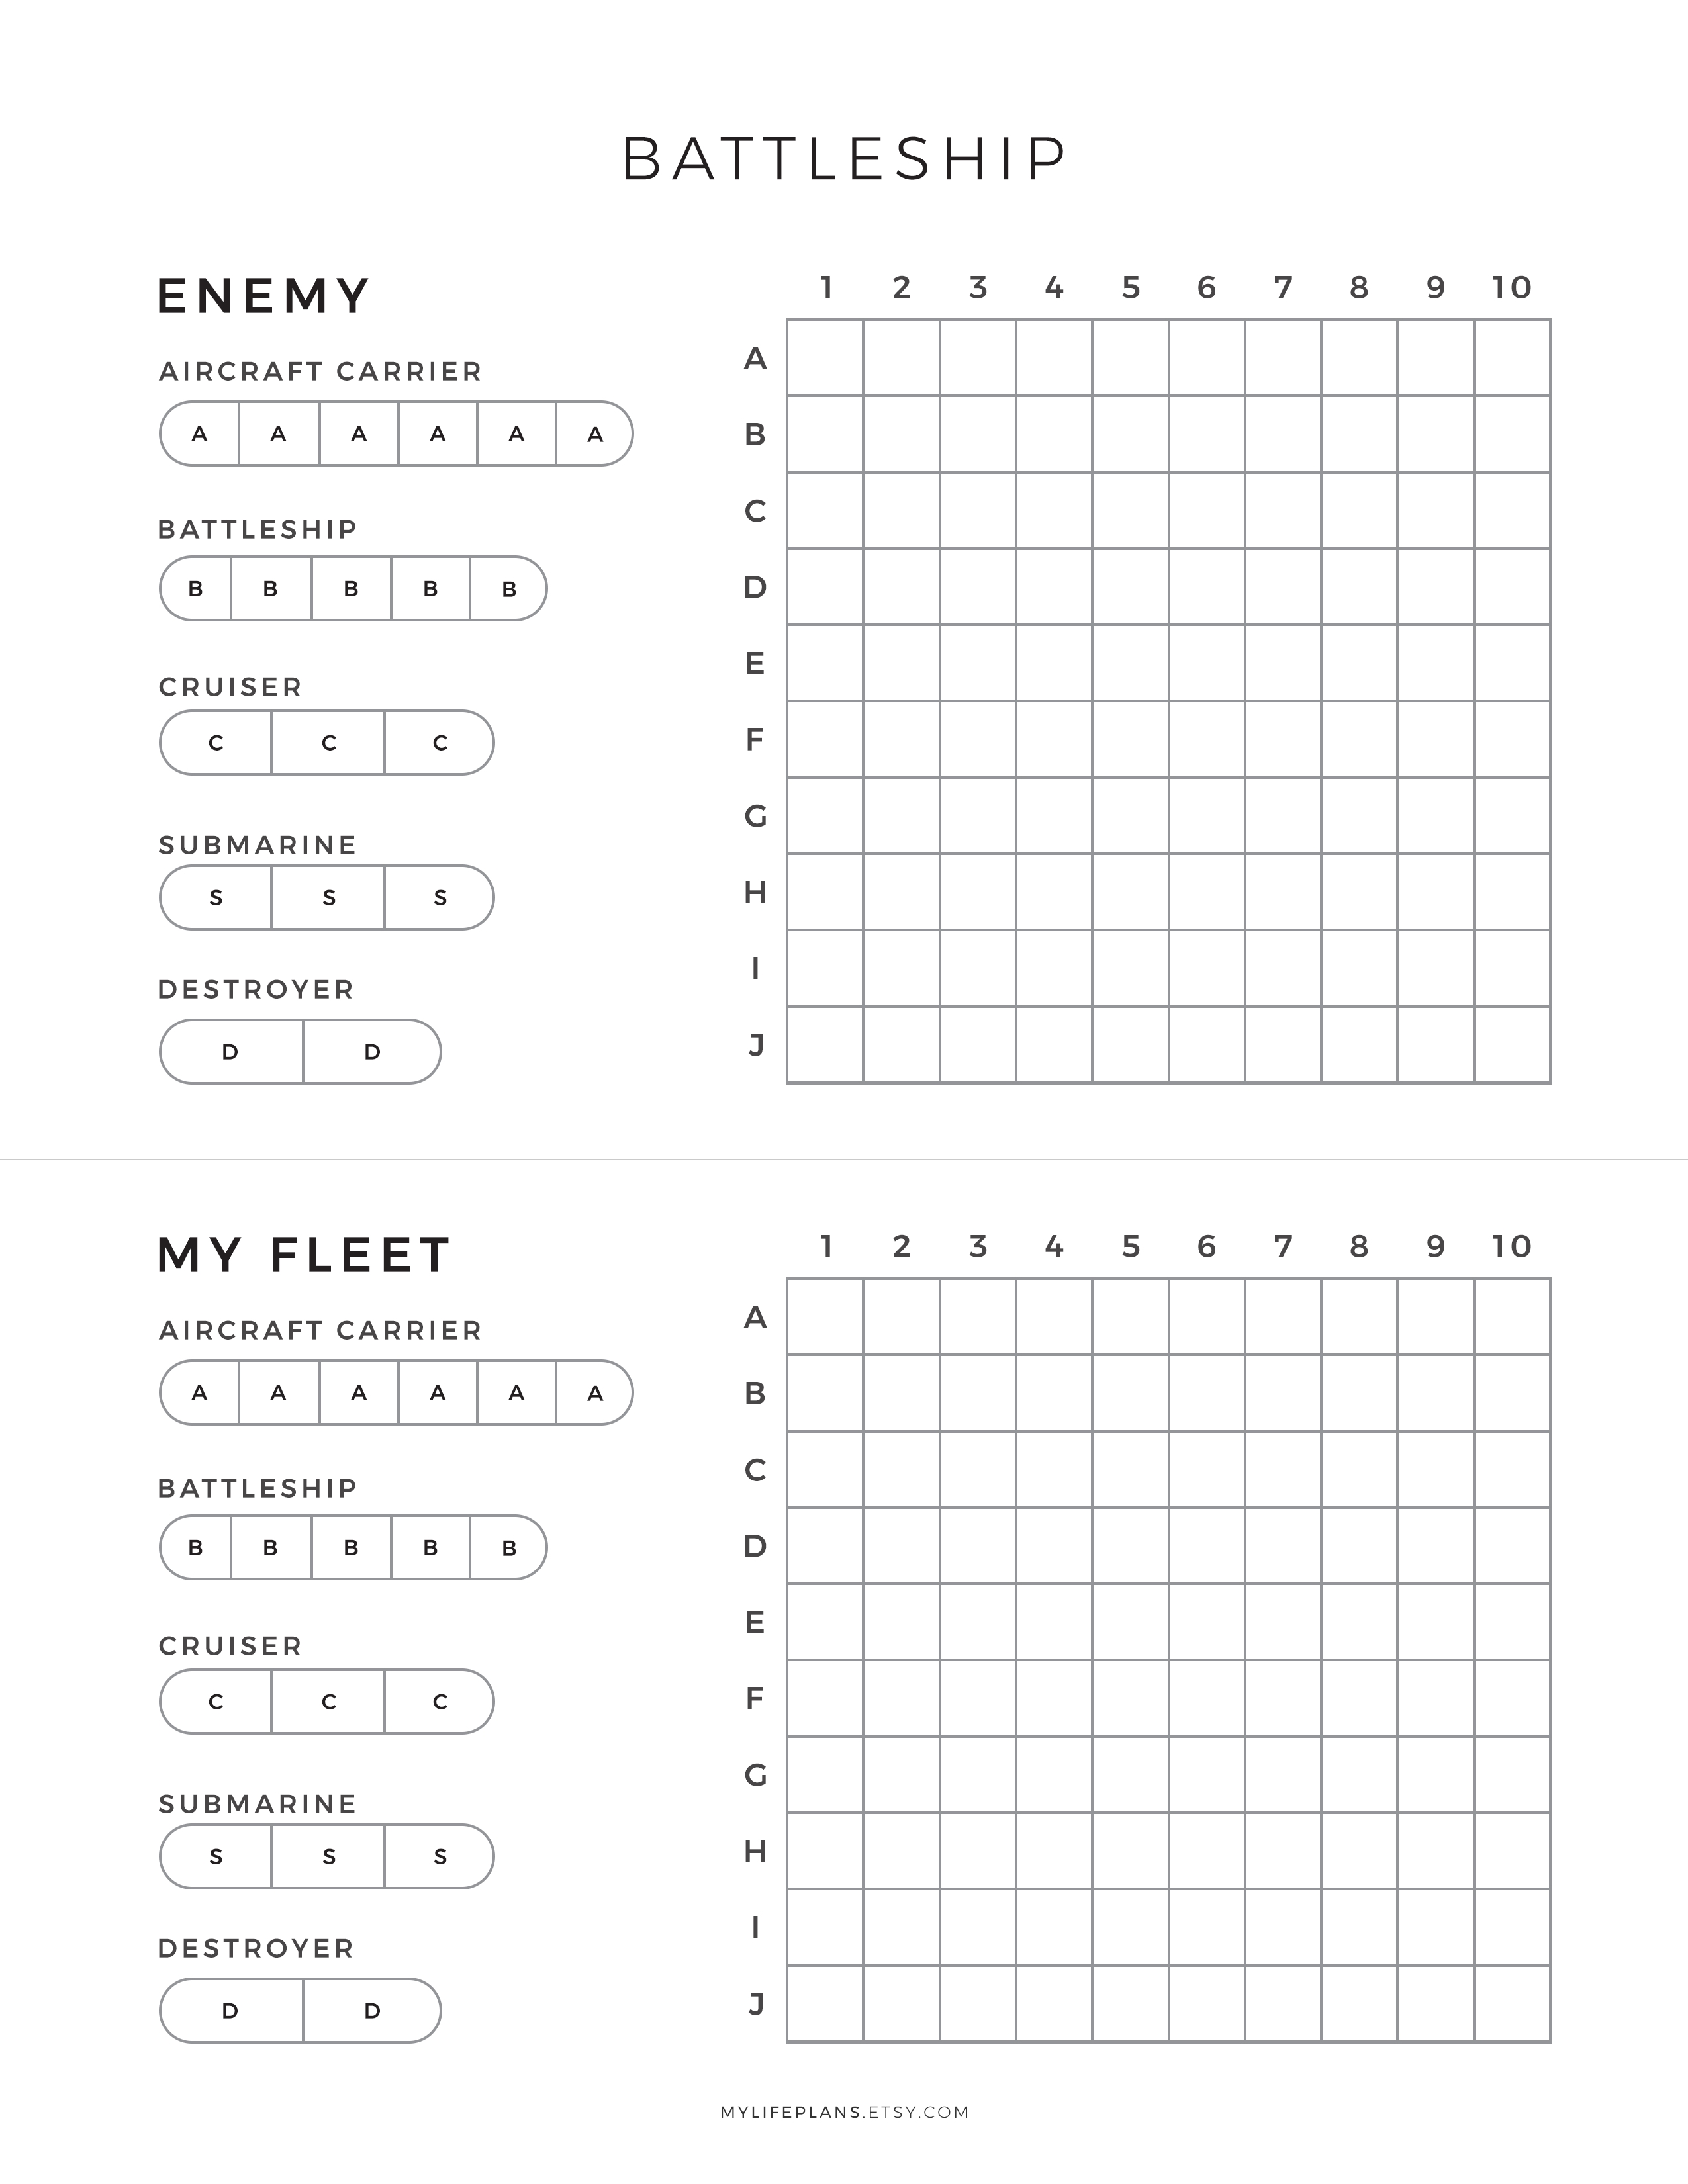 BATTLESHIP
ENEMY
AIRCRAFT CARRIER
A A A A A A
BATTLESHIP
B B B B B
CRUISER
C C C
SUBMARINE
S S S
DESTROYER
D D
1 2 3 4 5 6 7 8 9 10
A
B
C
D
E
F
G
H
I
J
MY FLEET
AIRCRAFT CARRIER
A A A A A A
BATTLESHIP
B B B B B
CRUISER
C C C
SUBMARINE
S S S
DESTROYER
D D
1 2 3 4 5 6 7 8 9 10
A
B
C
D
E
F
G
H
I
J
MYLIFEPLANS.ETSY.COM